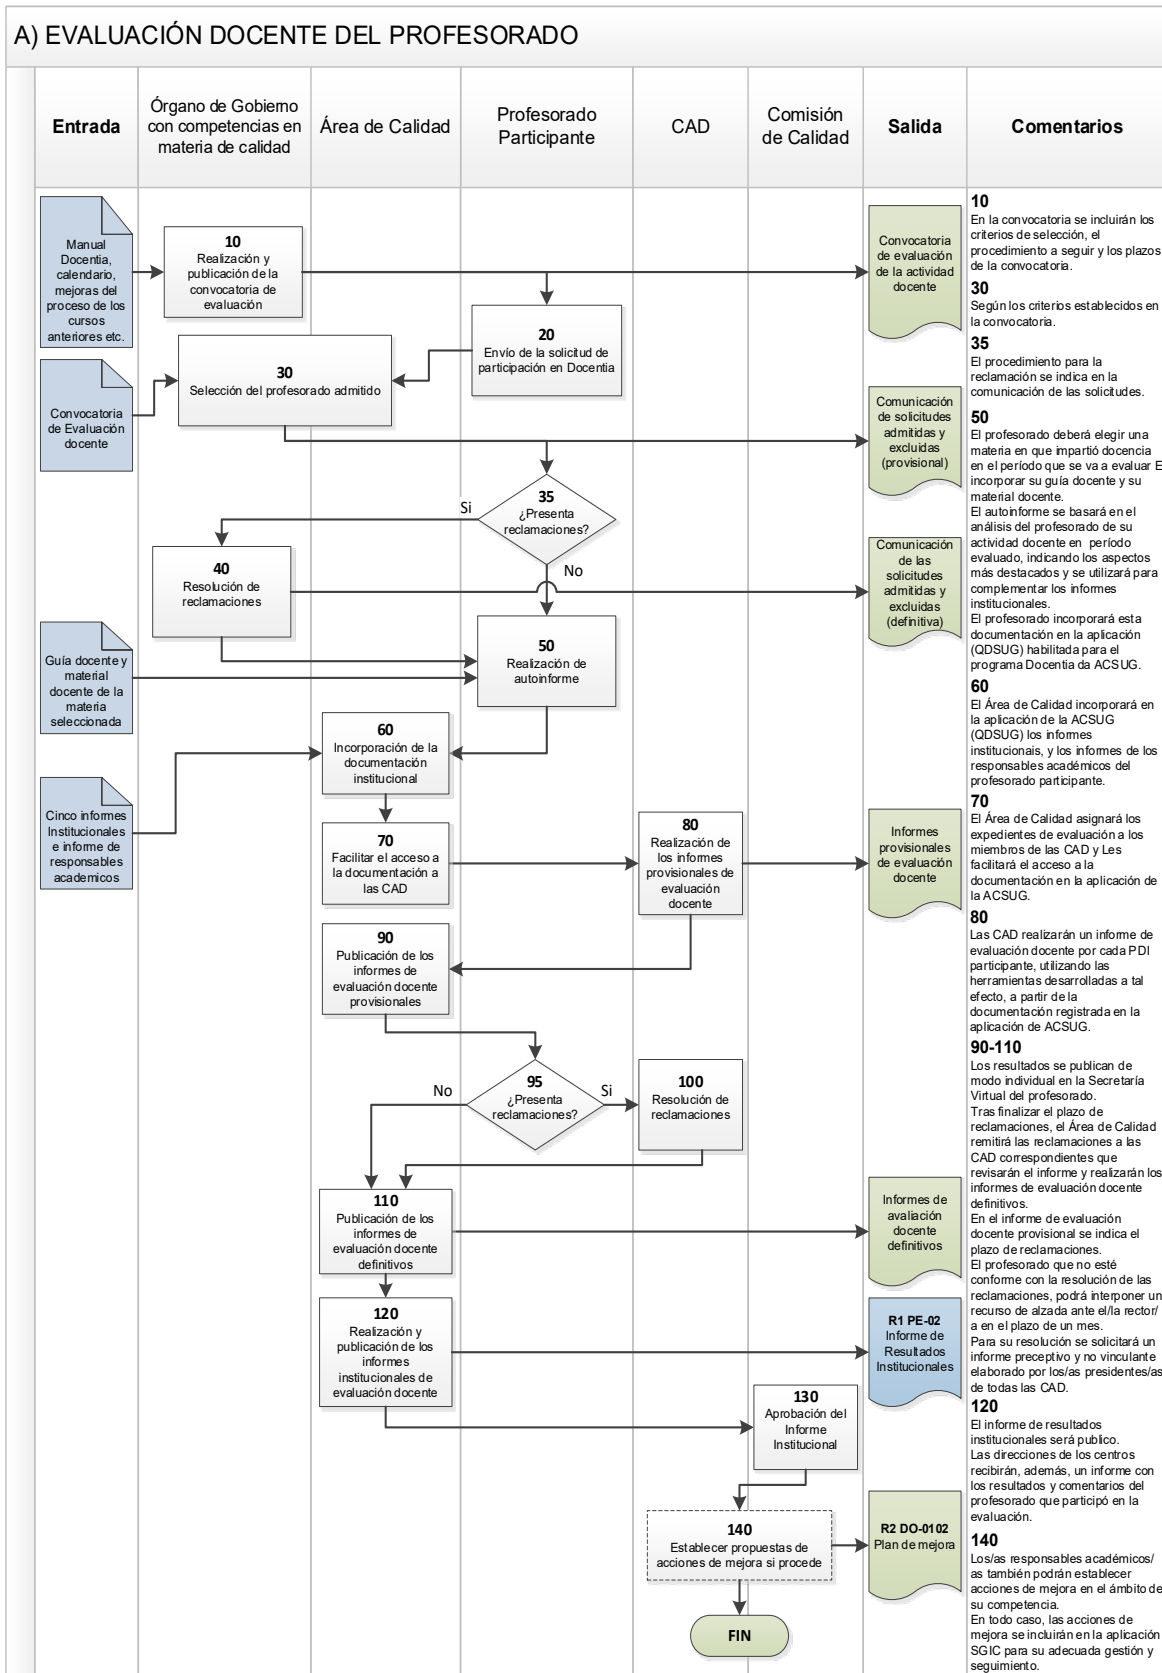 A) EVALUACIÓN DOCENTE DEL PROFESORADO
Entrada
Órgano de Gobierno
con competencias en
materia de calidad
Área de Calidad
Profesorado
Participante
CAD
Comisión
de Calidad
Salida
Comentarios
Manual
Docentia,
calendario,
mejoras del
proceso de los
cursos
anteriores etc.
10
Realización y
publicación de la
convocatoria de
evaluación
Convocatoria
de evaluación
de la actividad
docente
20
Envío de la solicitud de
participación en Docentia
30
Selección del profesorado admitido
Convocatoria
de Evaluación
docente
Comunicación
de solicitudes
admitidas y
excluidas
(provisional)
35
¿Presenta
reclamaciones?
Si
No
40
Resolución de
reclamaciones
Comunicación
de las
solicitudes
admitidas y
excluidas
(definitiva)
Guía docente y
material
docente de la
materia
seleccionada
50
Realización de
autoinforme
60
Incorporación de la
documentación
institucional
Cinco informes
Institucionales
e informe de
responsables
academicos
70
Facilitar el acceso a
la documentación a
las CAD
80
Realización de
los informes
provisionales de
evaluación
docente
Informes
provisionales
de evaluación
docente
90
Publicación de los
informes de
evaluación docente
provisionales
95
¿Presenta
reclamaciones?
No
Si
100
Resolución de
reclamaciones
110
Publicación de los
informes de
evaluación docente
definitivos
Informes de
avaliación
docente
definitivos
120
Realización y
publicación de los
informes
institucionales de
evaluación docente
R1 PE-02
Informe de
Resultados
Institucionales
130
Aprobación del
Informe
Institucional
140
Establecer propuestas de
acciones de mejora si procede
R2 DO-0102
Plan de mejora
FIN
10
En la convocatoria se incluirán los
criterios de selección, el
procedimiento a seguir y los plazos
de la convocatoria.
30
Según los criterios establecidos en
la convocatoria.
35
El procedimiento para la
reclamación se indica en la
comunicación de las solicitudes.
50
El profesorado deberá elegir una
materia en que impartió docencia
en el período que se va a evaluar E
incorporar su guía docente y su
material docente.
El autoinforme se basará en el
análisis del profesorado de su
actividad docente en período
evaluado, indicando los aspectos
más destacados y se utilizará para
complementar los informes
institucionales.
El profesorado incorporará esta
documentación en la aplicación
(QDSUG) habilitada para el
programa Docentia da ACSUG.
60
El Área de Calidad incorporará en
la aplicación de la ACSUG
(QDSUG) los informes
institucionais, y los informes de los
responsables académicos del
profesorado participante.
70
El Área de Calidad asignará los
expedientes de evaluación a los
miembros de las CAD y Les
facilitará el acceso a la
documentación en la aplicación de
la ACSUG.
80
Las CAD realizarán un informe de
evaluación docente por cada PDI
participante, utilizando las
herramientas desarrolladas a tal
efecto, a partir de la
documentación registrada en la
aplicación de ACSUG.
90-110
Los resultados se publican de
modo individual en la Secretaría
Virtual del profesorado.
Tras finalizar el plazo de
reclamaciones, el Área de Calidad
remitirá las reclamaciones a las
CAD correspondientes que
revisarán el informe y realizarán los
informes de evaluación docente
definitivos.
En el informe de evaluación
docente provisional se indica el
plazo de reclamaciones.
El profesorado que no esté
conforme con la resolución de las
reclamaciones, podrá interponer un
recurso de alzada ante el/la rector/
a en el plazo de un mes.
Para su resolución se solicitará un
informe preceptivo y no vinculante
elaborado por los/as presidentes/as
de todas las CAD.
120
El informe de resultados
institucionales será publico.
Las direcciones de los centros
recibirán, además, un informe con
los resultados y comentarios del
profesorado que participó en la
evaluación.
140
Los/as responsables académicos/
as también podrán establecer
acciones de mejora en el ámbito de
su competencia.
En todo caso, las acciones de
mejora se incluirán en la aplicación
SGIC para su adecuada gestión y
seguimiento.